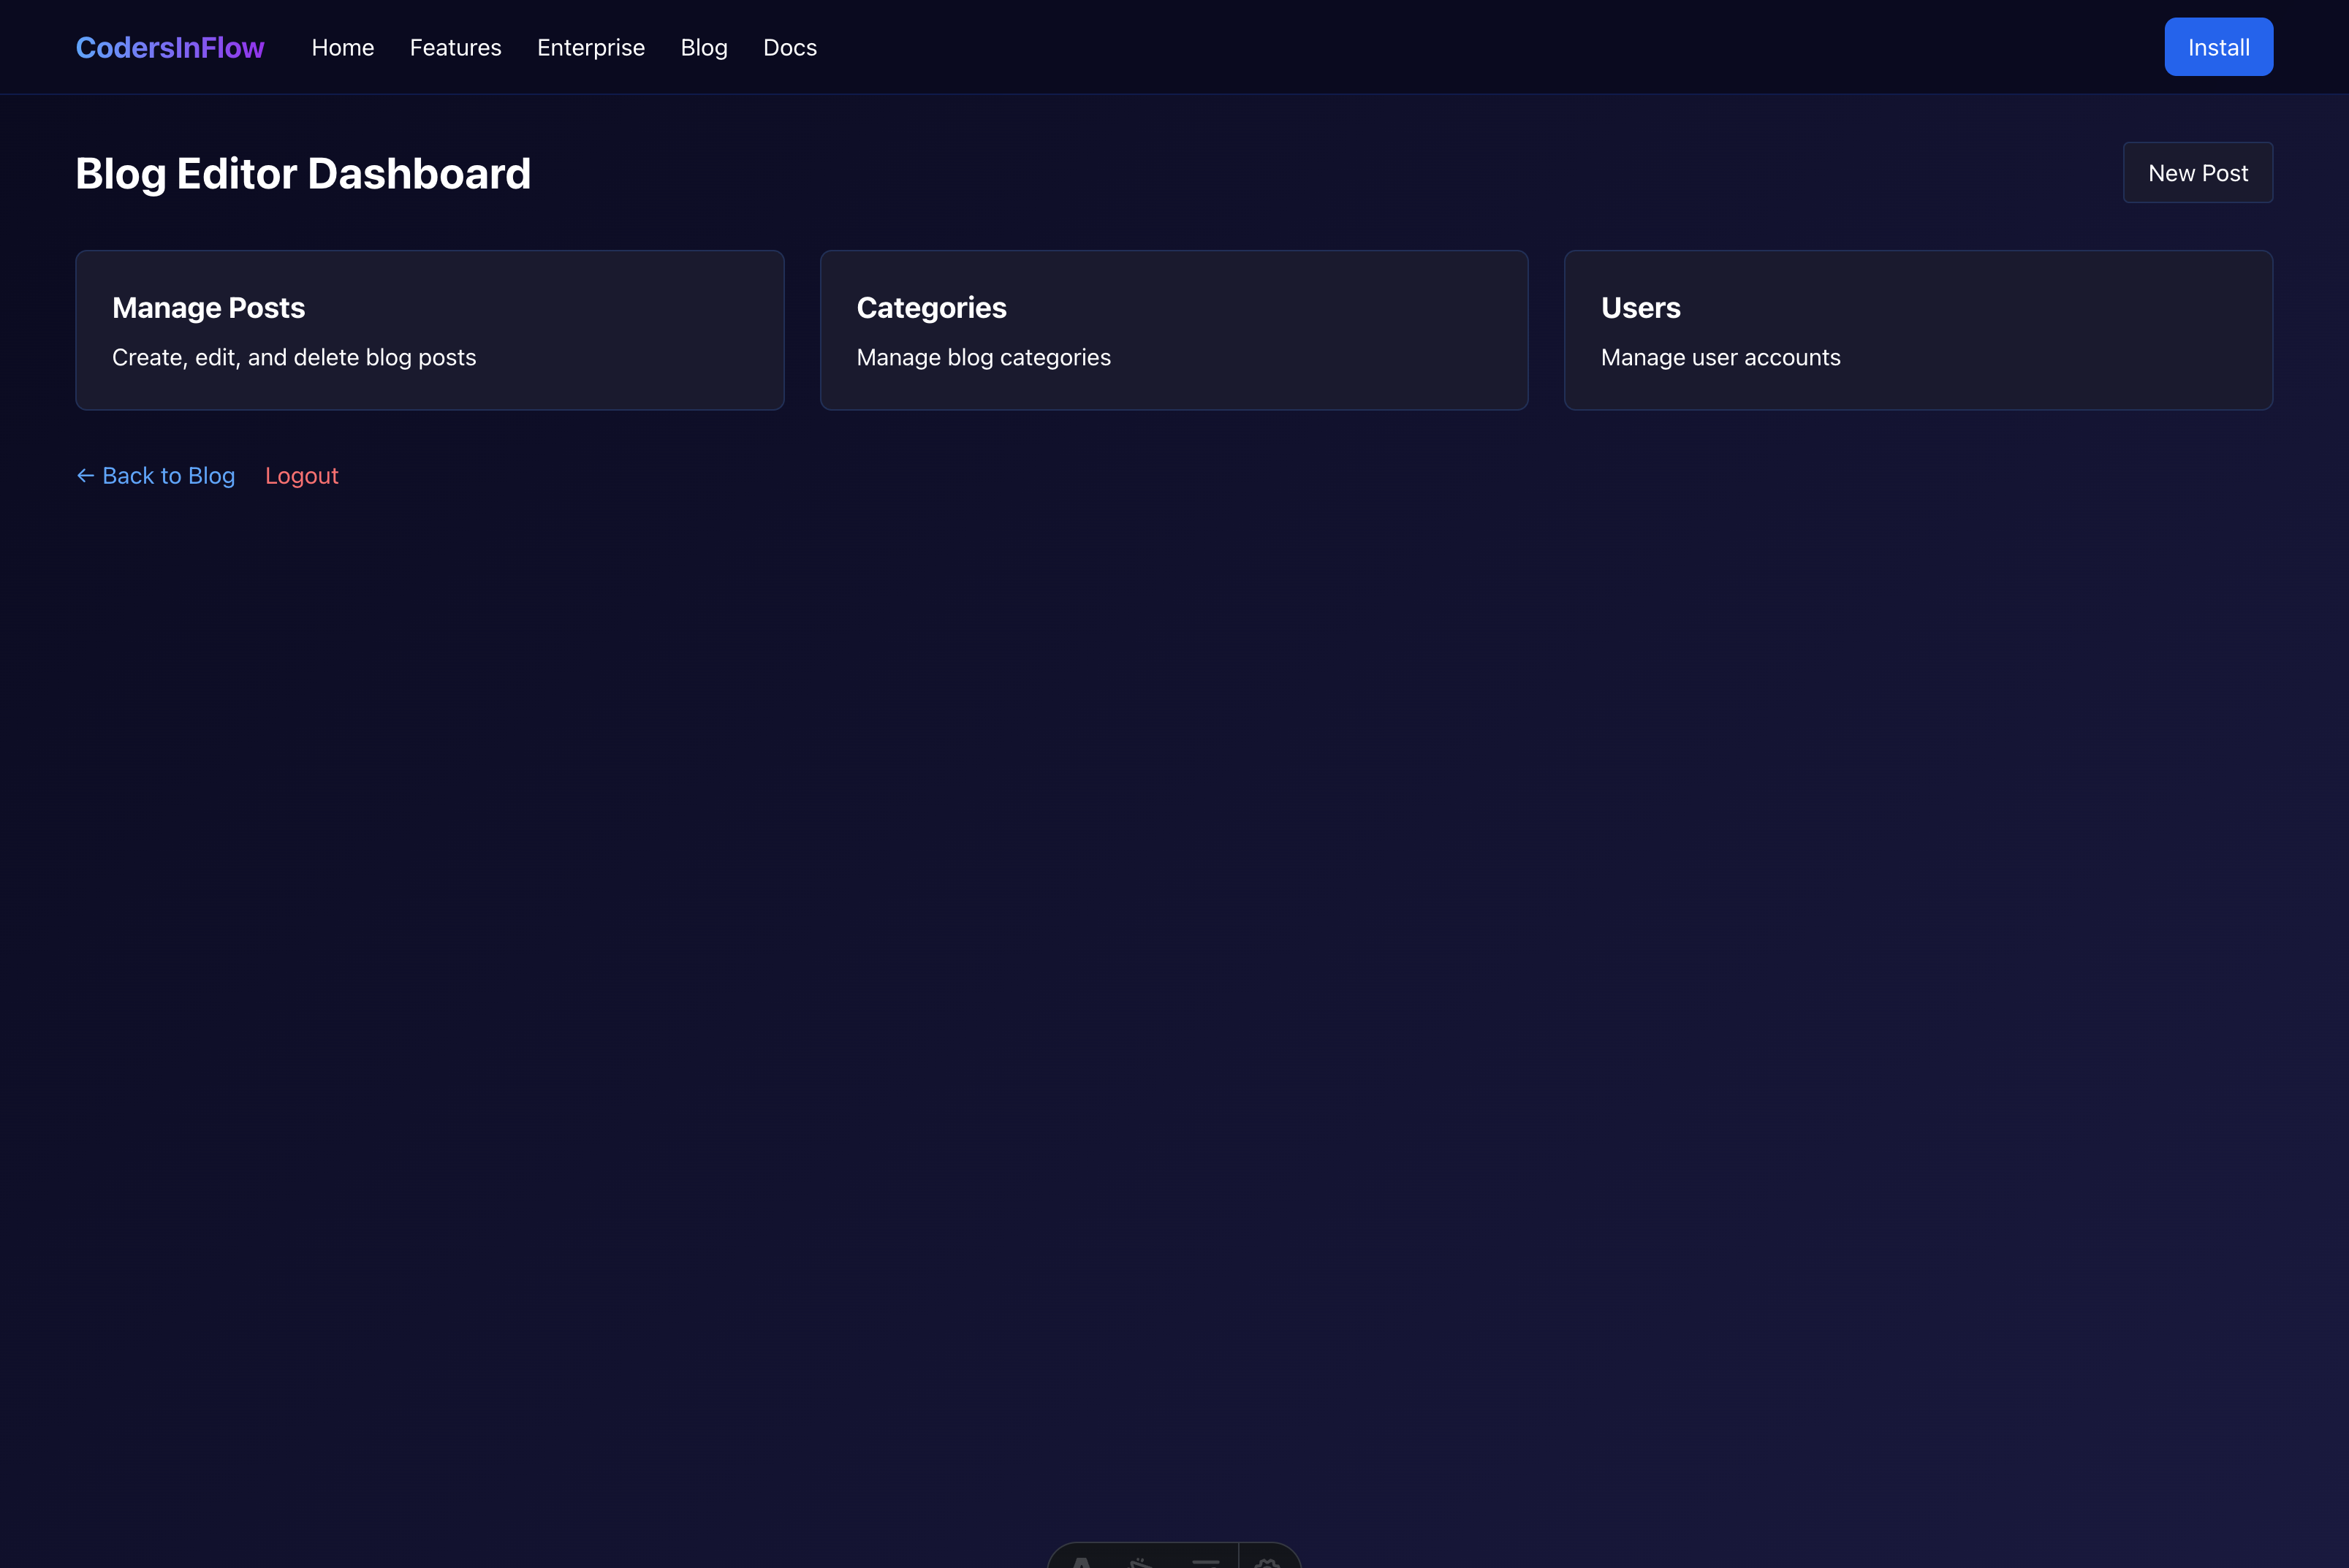 CodersInFlow Home Features Enterprise Blog Docs Install
Blog Editor Dashboard New Post
Manage Posts
Create, edit, and delete blog posts
Categories
Manage blog categories
Users
Manage user accounts
← Back to Blog Logout